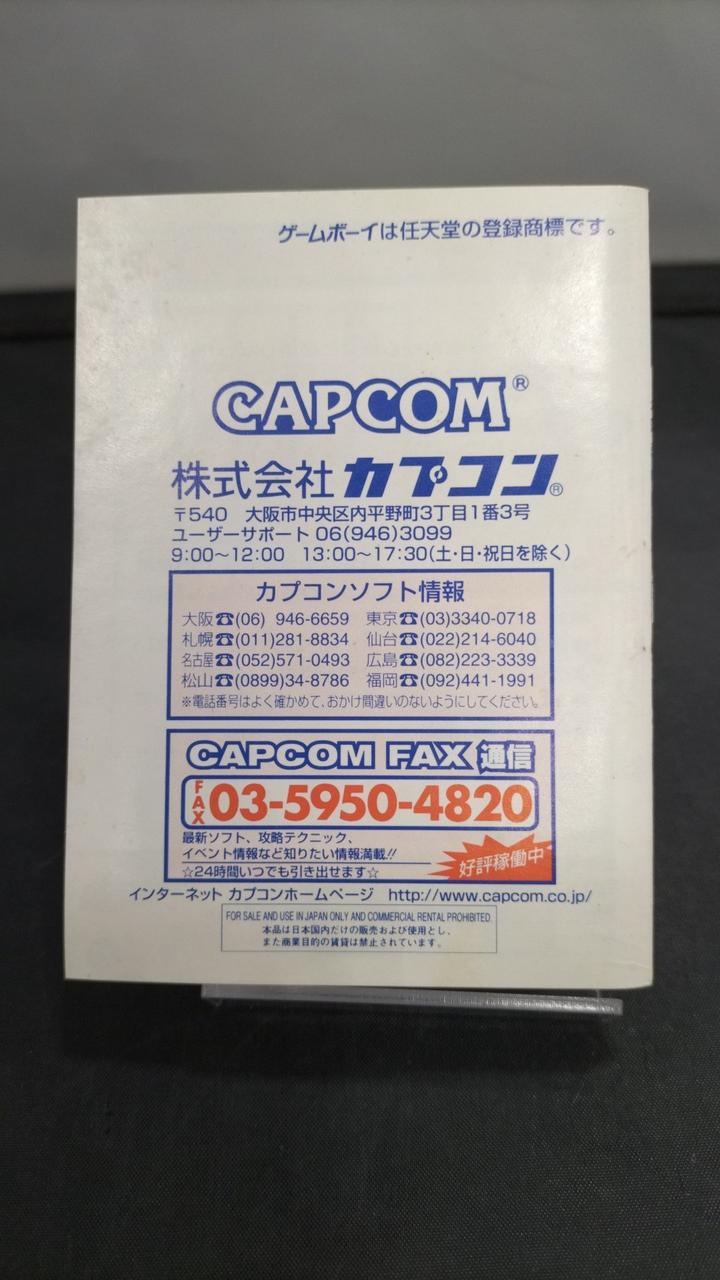 ゲームボーイは任天堂の登録商標です。
CAPCOM®
株式会社 カプコン®
〒540 大阪市中央区内平野町3丁目1番3号
ユーザーサポート 06(946)3099
9:00〜12:00 13:00〜17:30(土・日・祝日を除く)
カプコンソフト情報
大阪☎(06) 946-6659 東京☎(03)3340-0718
札幌☎(011)281-8834 仙台☎(022)214-6040
名古屋☎(052)571-0493 広島☎(082)223-3339
松山☎(0899)34-8786 福岡☎(092)441-1991
※電話番号はよく確かめて、おかけ間違いのないようにしてください。
CAPCOM FAX 通信
FAX 03-5950-4820
最新ソフト、攻略テクニック、
イベント情報など知りたい情報満載!!
☆24時間いつでも引き出せます☆
好評稼働中
インターネット カプコンホームページ http://www.capcom.co.jp/
FOR SALE AND USE IN JAPAN ONLY AND COMMERCIAL RENTAL PROHIBITED.
本品は日本国内だけの販売および使用とし、
また商業目的の賃貸は禁止されています。